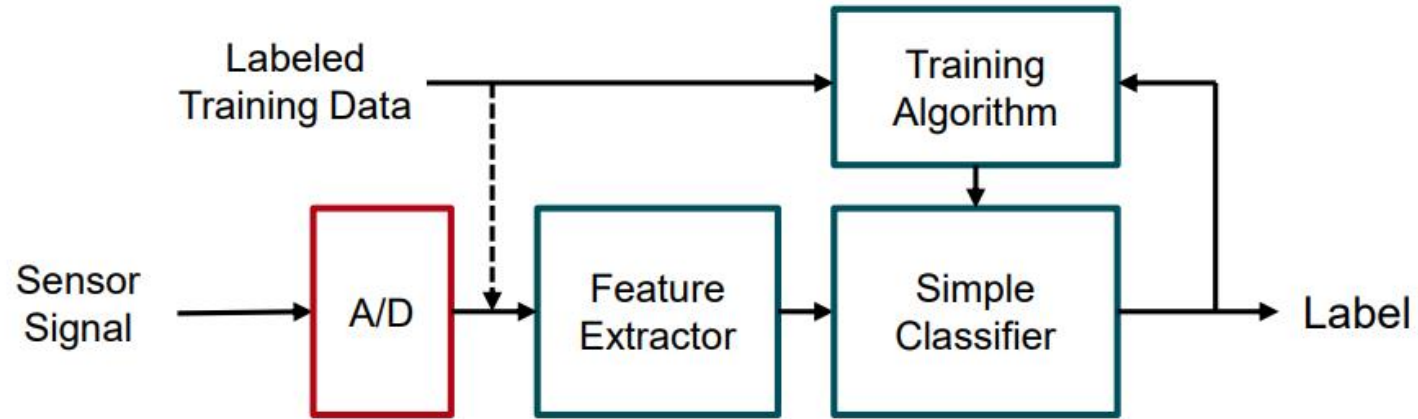 Labeled
Training Data
Training
Algorithm
Sensor
Signal
A/D
Feature
Extractor
Simple
Classifier
Label